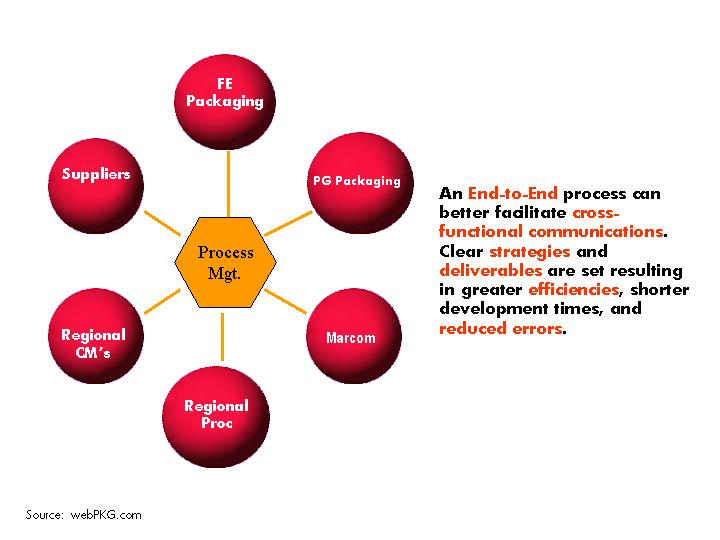 FE
Packaging
Suppliers
PG Packaging
Process
Mgt.
Regional
CM's
Marcom
Regional
Proc
An End-to-End process can
better facilitate cross-
functional communications.
Clear strategies and
deliverables are set resulting
in greater efficiencies, shorter
development times, and
reduced errors.
Source:  webPKG.com